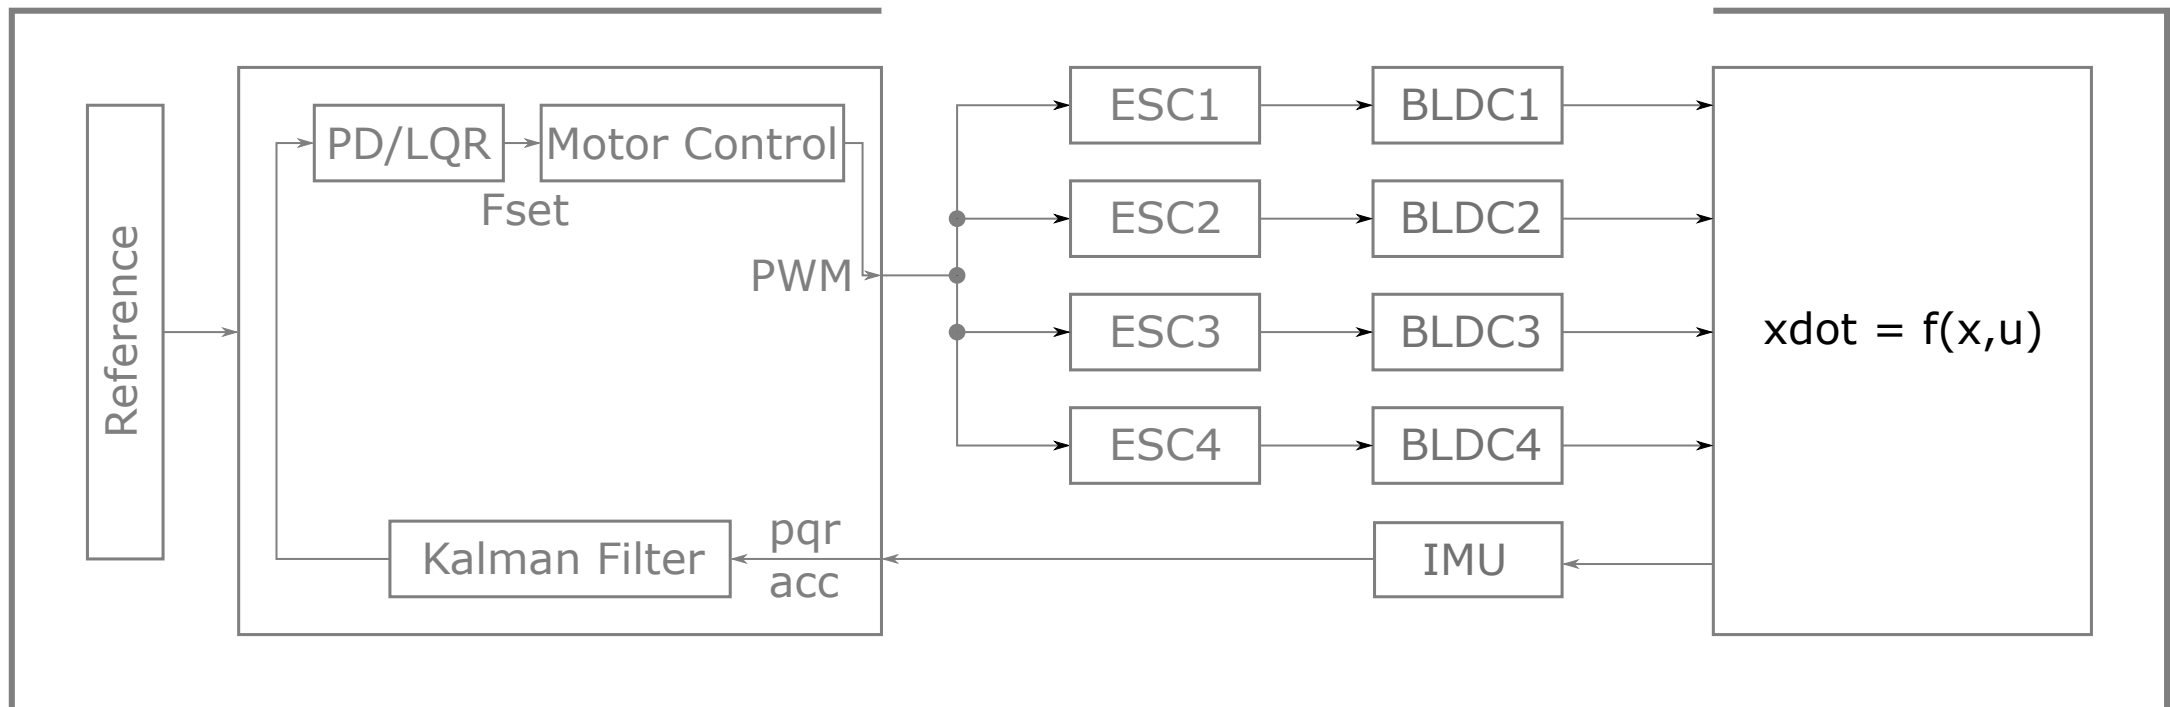 Reference
PD/LQR
Motor Control
Fset
PWM
Kalman Filter
pqr
acc
ESC1
BLDC1
ESC2
BLDC2
ESC3
BLDC3
ESC4
BLDC4
IMU
xdot = f(x,u)